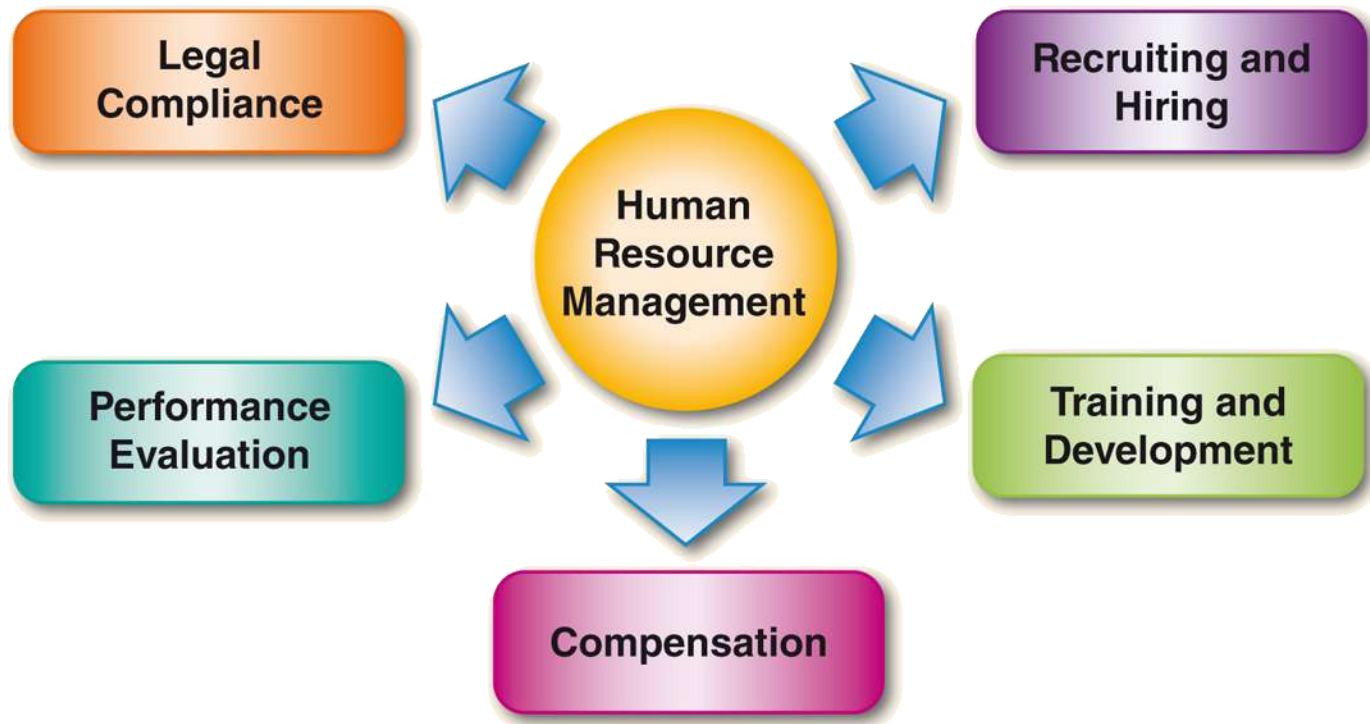 Legal
Compliance
Recruiting and
Hiring
Human
Resource
Management
Performance
Evaluation
Training and
Development
Compensation